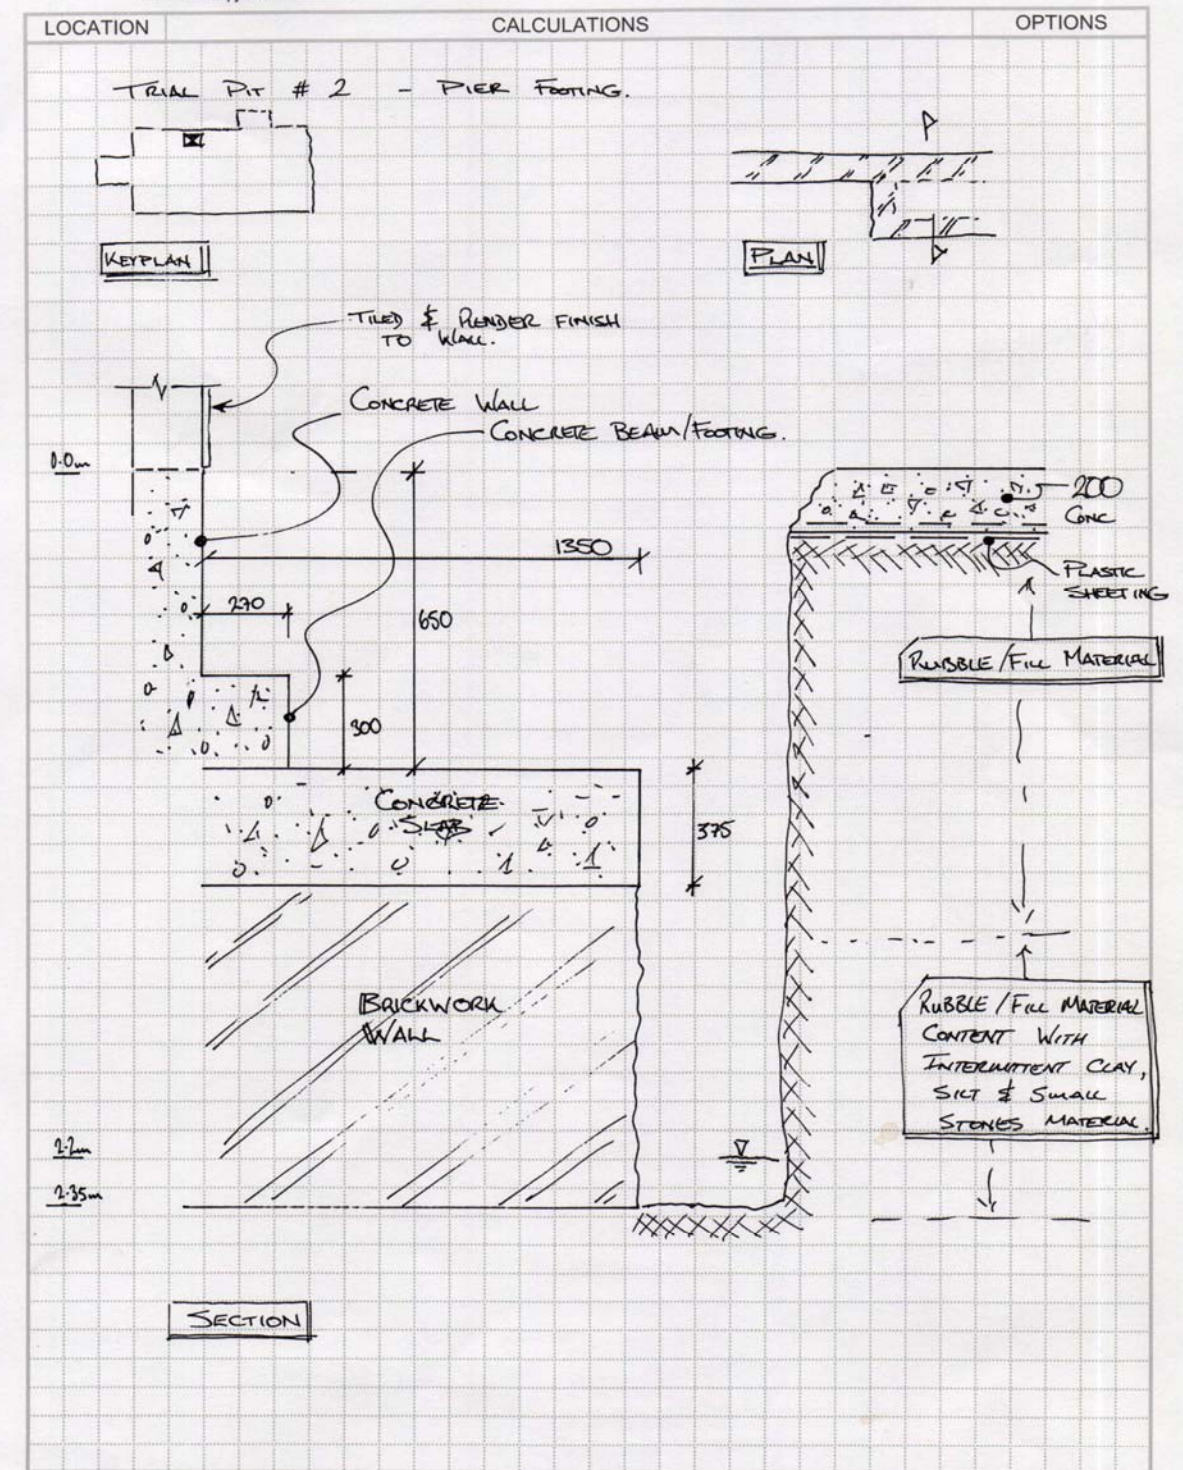 LOCATION
CALCULATIONS
OPTIONS
TRIAL PIT # 2 - PIER FOOTING.
KEYPLAN
PLAN
TILED & RENDER FINISH
TO WALL.
CONCRETE WALL
CONCRETE BEAM/FOOTING.
0.0m
200
CONC
1350
PLASTIC
SHEETING
270
650
RUBBLE/FILL MATERIAL
300
CONCRETE
SLAB
375
BRICKWORK
WALL
RUBBLE/FILL MATERIAL
CONTENT WITH
INTERMITTENT CLAY,
SILT & SMALL
STONES MATERIAL.
2.2m
2.35m
SECTION